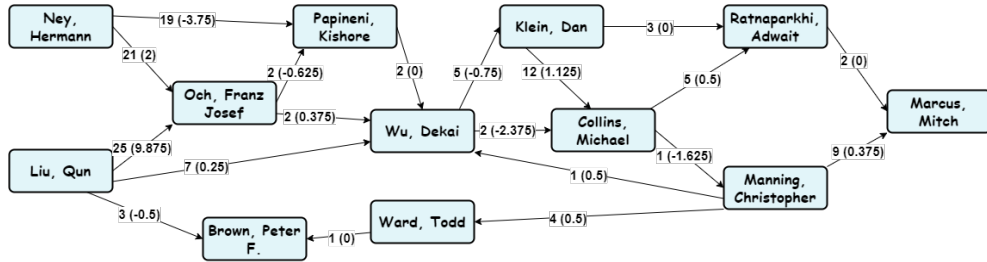 Ney,
Hermann
19 (-3.75)
Papineni,
Kishore
Klein, Dan
3 (0)
Ratnaparkhi,
Adwait
21 (2)
2 (-0.625)
2 (0)
5 (-0.75)
12 (1.125)
5 (0.5)
2 (0)
Och, Franz
Josef
2 (0.375)
Wu, Dekai
2 (-2.375)
Collins,
Michael
Marcus,
Mitch
25 (9.875)
7 (0.25)
1 (-1.625)
9 (0.375)
Liu, Qun
1 (0.5)
Manning,
Christopher
3 (-0.5)
Brown, Peter
F.
1 (0)
Ward, Todd
4 (0.5)